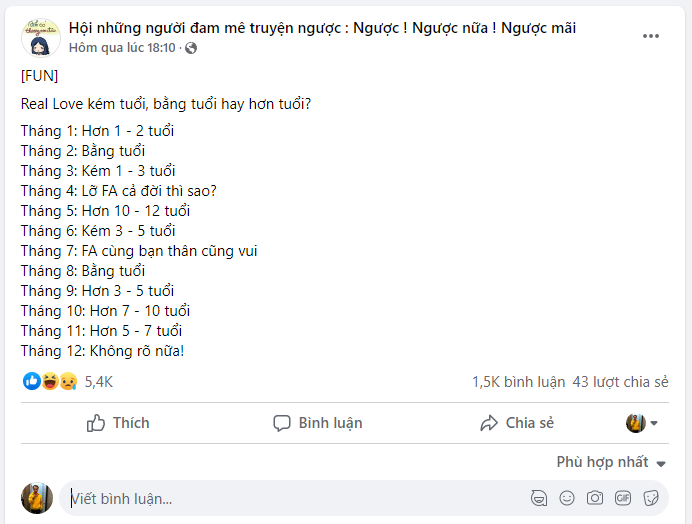 Hội những người đam mê truyện ngược : Ngược ! Ngược nữa ! Ngược mãi
Hôm qua lúc 18:10 ·
[FUN]
Real Love kém tuổi, bằng tuổi hay hơn tuổi?
Tháng 1: Hơn 1 - 2 tuổi
Tháng 2: Bằng tuổi
Tháng 3: Kém 1 - 3 tuổi
Tháng 4: Lỡ FA cả đời thì sao?
Tháng 5: Hơn 10 - 12 tuổi
Tháng 6: Kém 3 - 5 tuổi
Tháng 7: FA cùng bạn thân cũng vui
Tháng 8: Bằng tuổi
Tháng 9: Hơn 3 - 5 tuổi
Tháng 10: Hơn 7 - 10 tuổi
Tháng 11: Hơn 5 - 7 tuổi
Tháng 12: Không rõ nữa!
5,4K 1,5K bình luận 43 lượt chia sẻ
Thích Bình luận Chia sẻ
Phù hợp nhất
Viết bình luận...
GIF